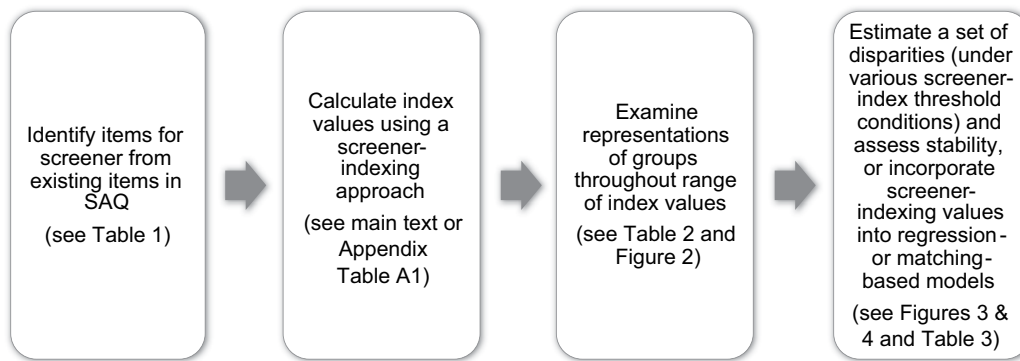 Identify items for
screener from
existing items in
SAQ
(see Table 1)
Calculate index
values using a
screener-
indexing
approach
(see main text or
Appendix
Table A1)
Examine
representations
of groups
throughout range
of index values
(see Table 2 and
Figure 2)
Estimate a set of
disparities (under
various screener-
index threshold
conditions) and
assess stability,
or incorporate
screener-
indexing values
into regression-
or matching-
based models
(see Figures 3 &
4 and Table 3)